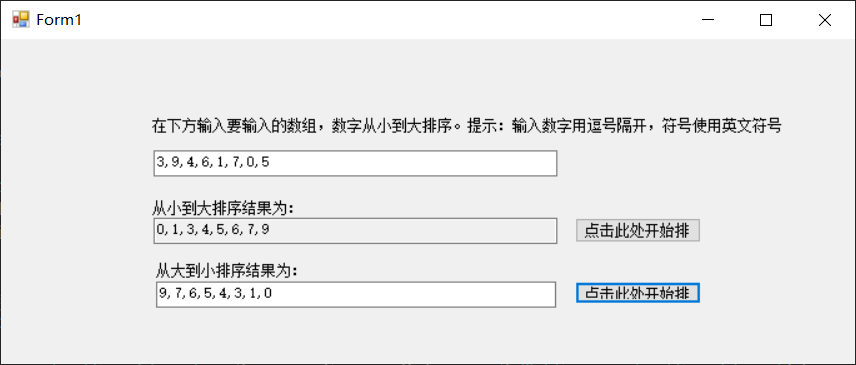 Form1
在下方输入要输入的数组，数字从小到大排序。提示：输入数字用逗号隔开，符号使用英文符号
3,9,4,6,1,7,0,5
从小到大排序结果为：
0,1,3,4,5,6,7,9
点击此处开始排
从大到小排序结果为：
9,7,6,5,4,3,1,0
点击此处开始排